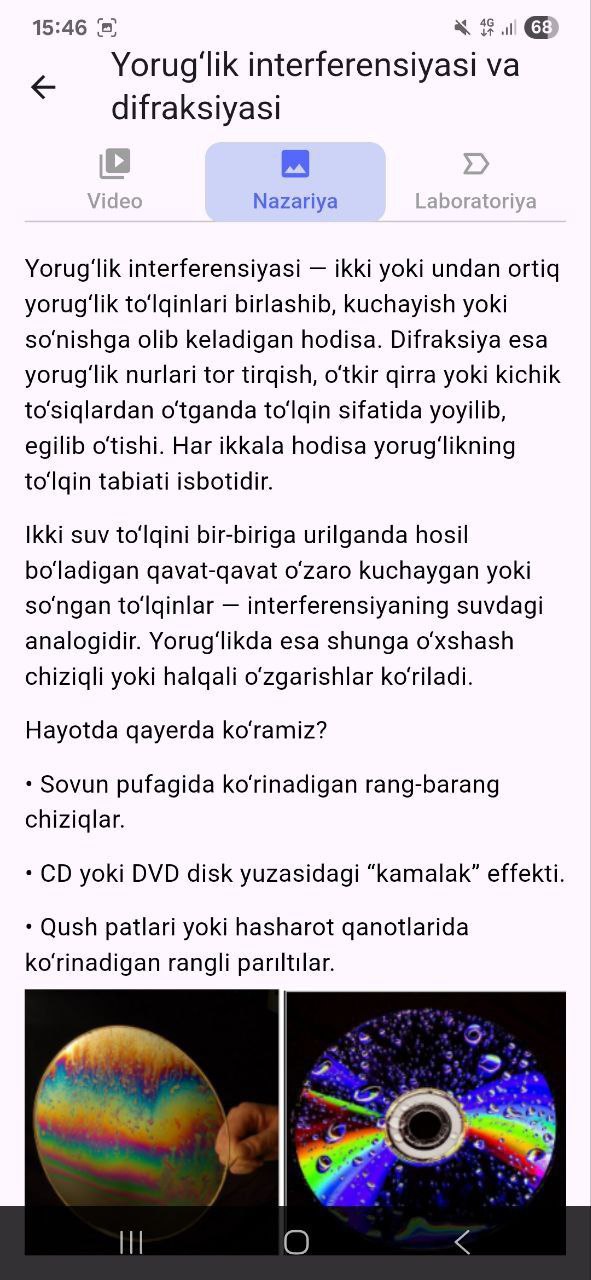 15:46
4G
68
Yorug‘lik interferensiyasi va
difraksiyasi
Video
Nazariya
Laboratoriya
Yorug‘lik interferensiyasi — ikki yoki undan ortiq
yorug‘lik to‘lqinlari birlashib, kuchayish yoki
so‘nishga olib keladigan hodisa. Difraksiya esa
yorug‘lik nurlari tor tirqish, o‘tkir qirra yoki kichik
to‘siqlardan o‘tganda to‘lqin sifatida yoyilib,
egilib o‘tishi. Har ikkala hodisa yorug‘likning
to‘lqin tabiati isbotidir.
Ikki suv to‘lqini bir-biriga urilganda hosil
bo‘ladigan qavat-qavat o‘zaro kuchaygan yoki
so‘ngan to‘lqinlar — interferensiyaning suvdagi
analogidir. Yorug‘likda esa shunga o‘xshash
chiziqli yoki halqali o‘zgarishlar ko‘riladi.
Hayotda qayerda ko‘ramiz?
• Sovun pufagida ko‘rinadigan rang-barang
chiziqlar.
• CD yoki DVD disk yuzasidagi “kamalak” effekti.
• Qush patlari yoki hasharot qanotlarida
ko‘rinadigan rangli parıltılar.